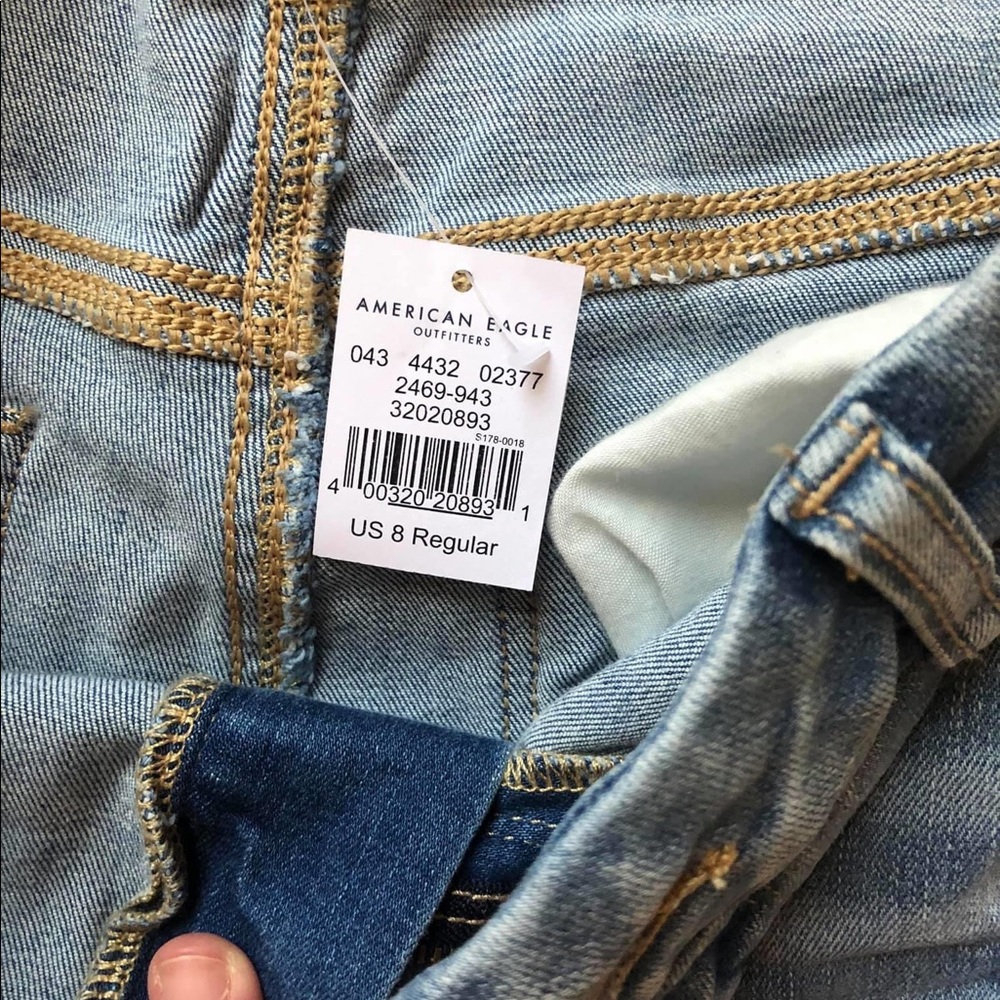 AMERICAN EAGLE
OUTFITTERS
043 4432 02377
2469-943
32020893
S178-0018
4 00320 20893 1
US 8 Regular